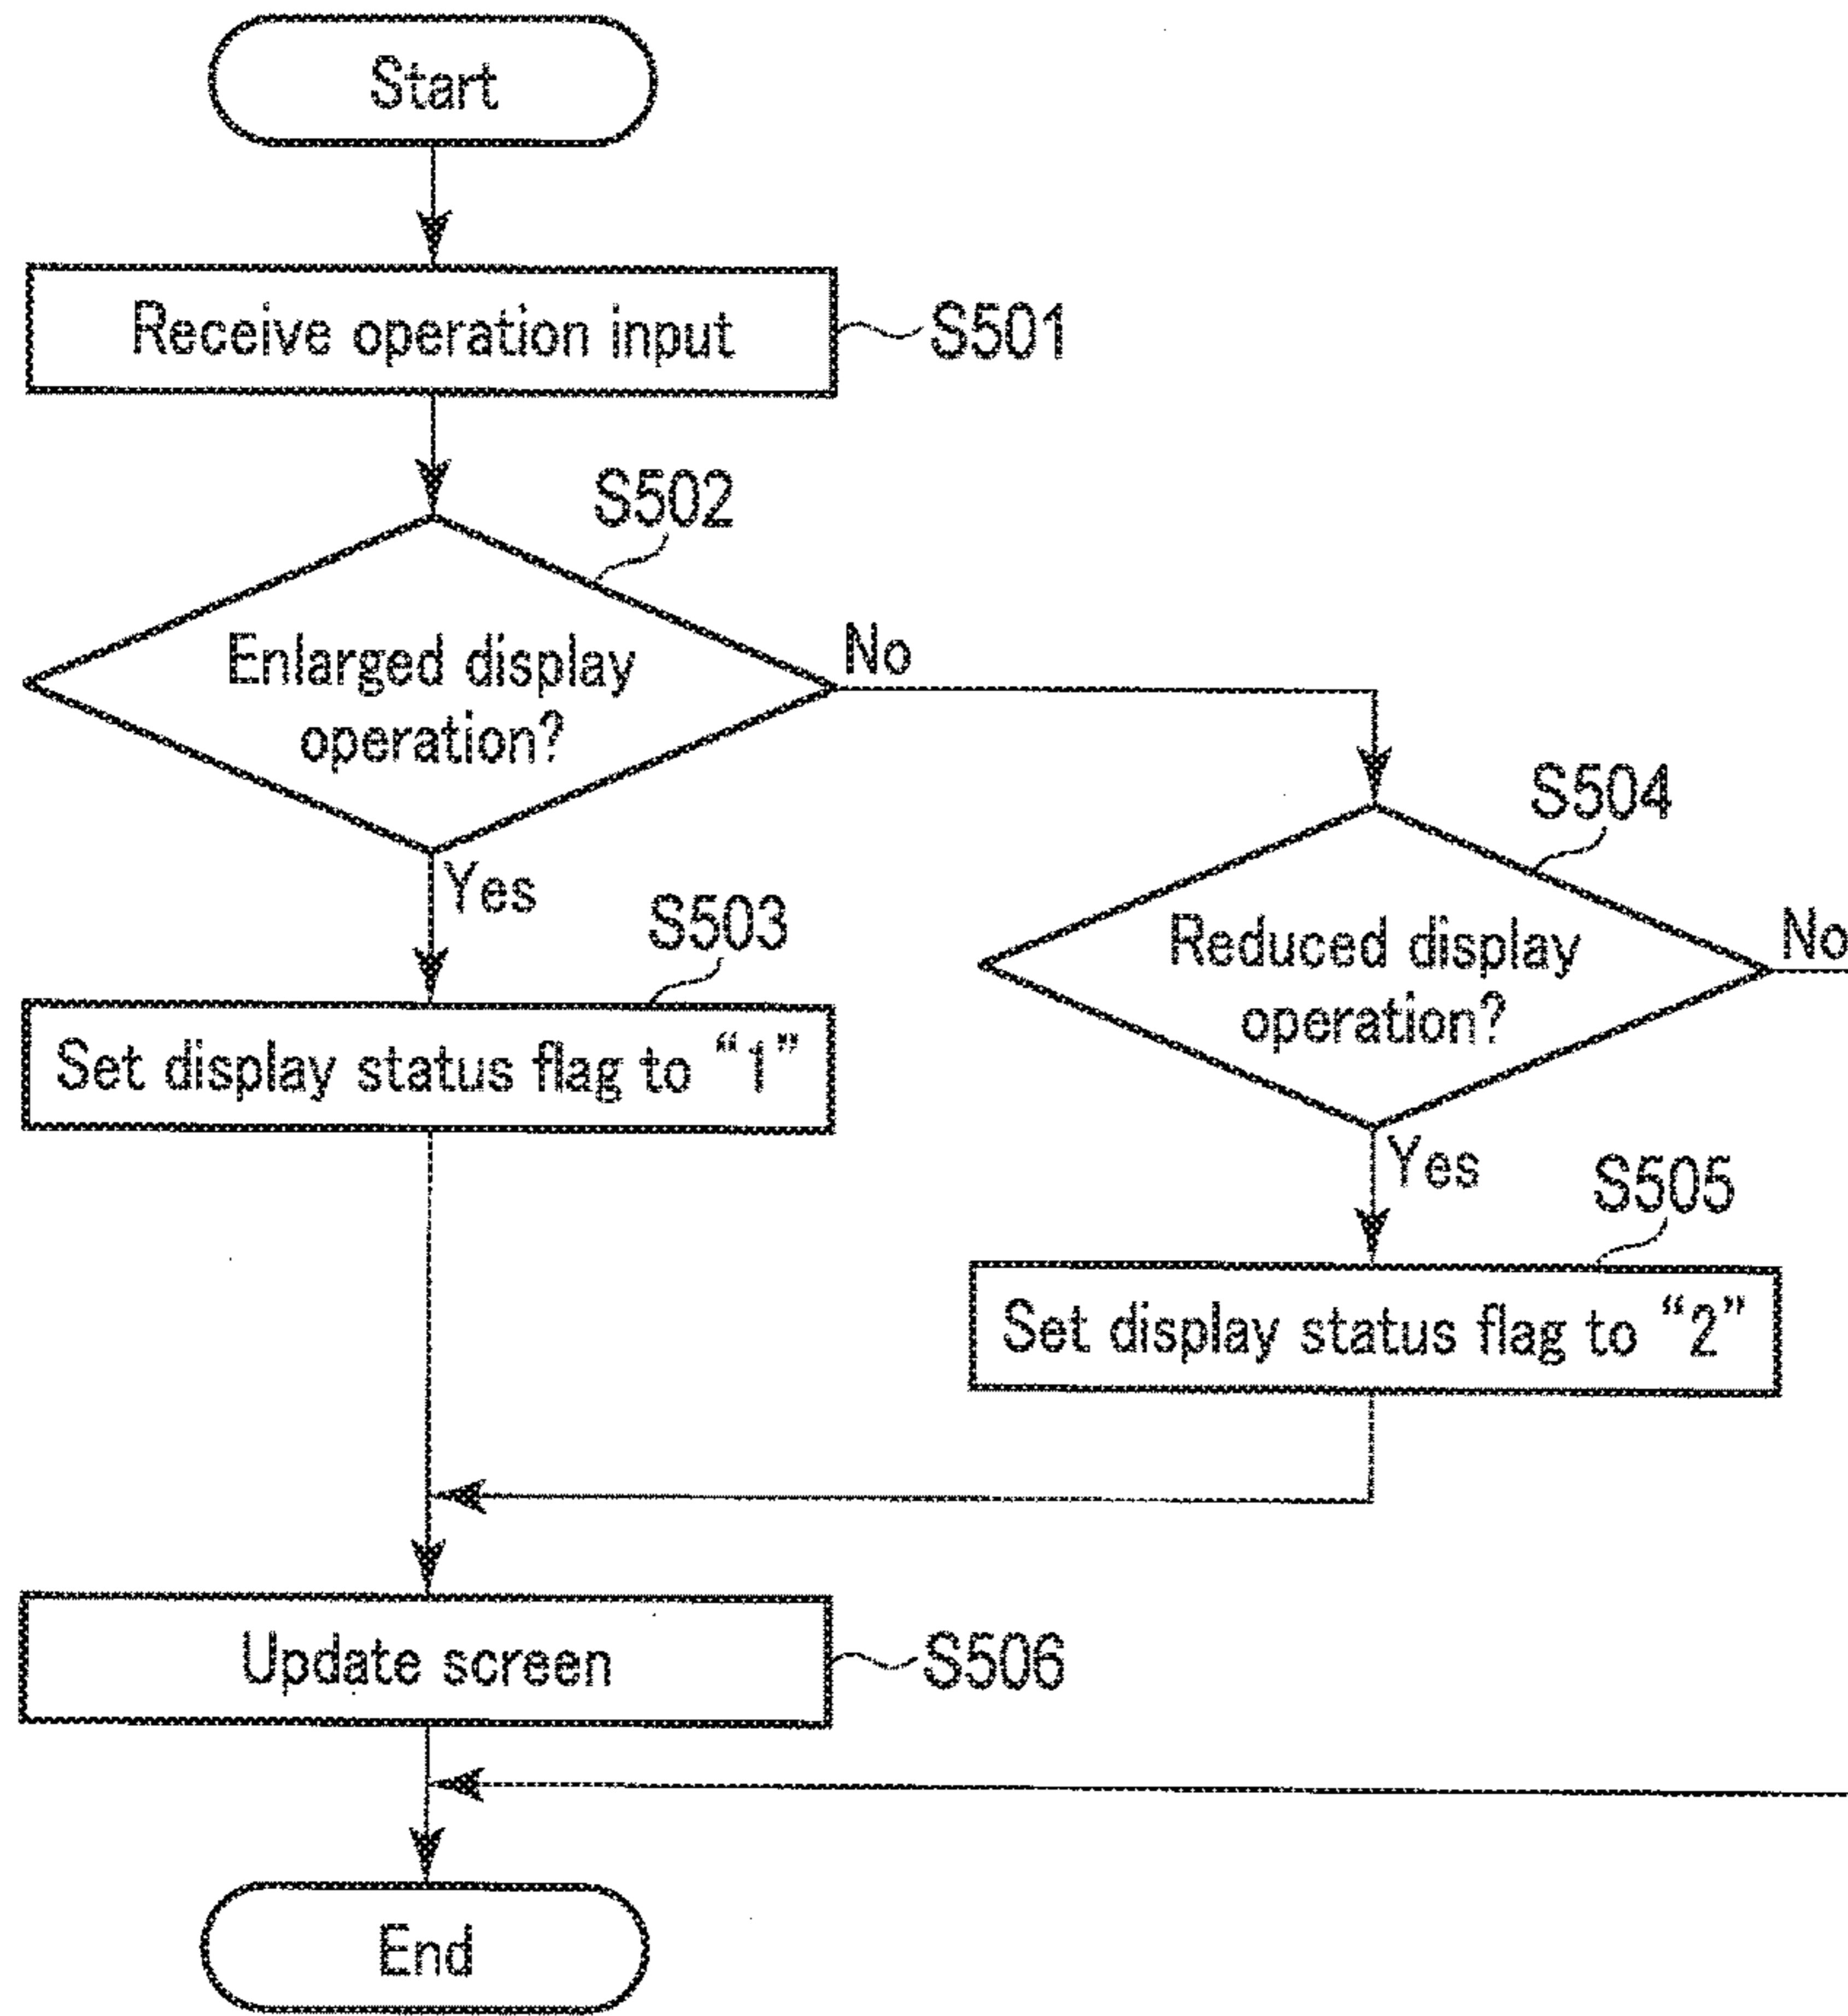 Start
Receive operation input
S501
S502
Enlarged display
operation?
No
Yes
S503
Set display status flag to “1”
S504
Reduced display
operation?
No
Yes
S505
Set display status flag to “2”
Update screen
S506
End